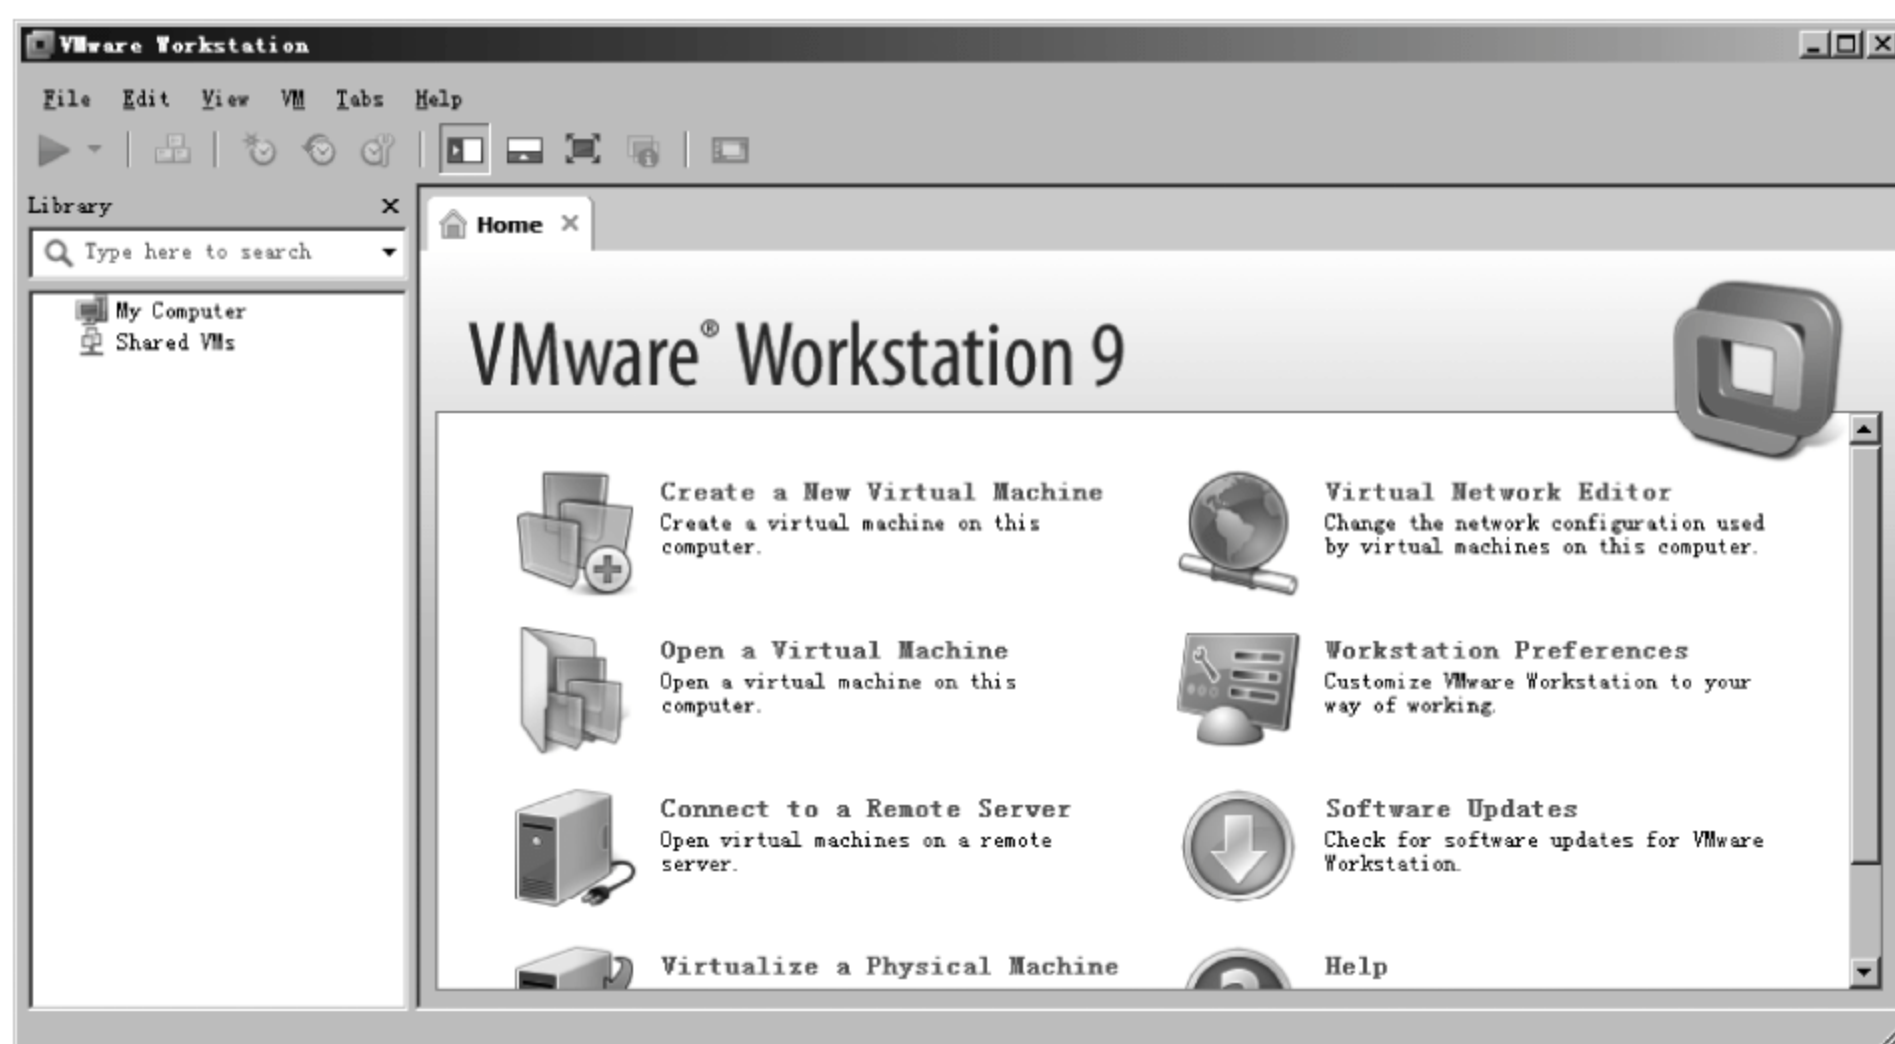 VMware Workstation
File Edit View VM Tabs Help
Library
Type here to search
My Computer
Shared VMs
Home
VMware® Workstation 9
Create a New Virtual Machine
Create a virtual machine on this
computer.
Virtual Network Editor
Change the network configuration used
by virtual machines on this computer.
Open a Virtual Machine
Open a virtual machine on this
computer.
Workstation Preferences
Customize VMware Workstation to your
way of working.
Connect to a Remote Server
Open virtual machines on a remote
server.
Software Updates
Check for software updates for VMware
Workstation.
Virtualize a Physical Machine
Help